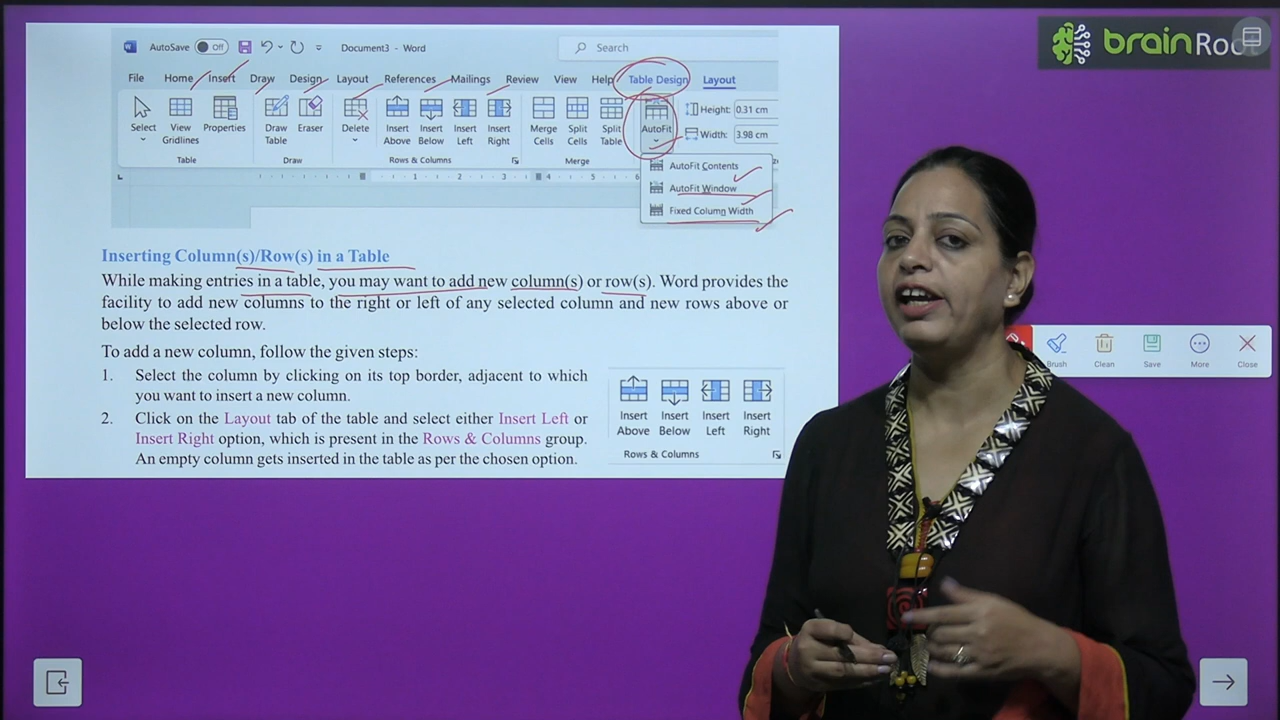 brainRoo
AutoSave Off Document3 - Word Search
File Home Insert Draw Design Layout References Mailings Review View Help Table Design Layout
Select View Gridlines Properties Draw Table Eraser Delete Insert Above Insert Below Insert Left Insert Right Merge Cells Split Cells Split Table AutoFit Height: 0.31 cm
Width: 3.98 cm
Table Draw Rows & Columns Merge
AutoFit Contents
AutoFit Window
Fixed Column Width
1 2 3 4 5 6
Inserting Column(s)/Row(s) in a Table
While making entries in a table, you may want to add new column(s) or row(s). Word provides the
facility to add new columns to the right or left of any selected column and new rows above or
below the selected row.
To add a new column, follow the given steps:
1. Select the column by clicking on its top border, adjacent to which
you want to insert a new column.
2. Click on the Layout tab of the table and select either Insert Left or
Insert Right option, which is present in the Rows & Columns group.
An empty column gets inserted in the table as per the chosen option.
Insert Above Insert Below Insert Left Insert Right
Rows & Columns
Brush Clean Save More Close